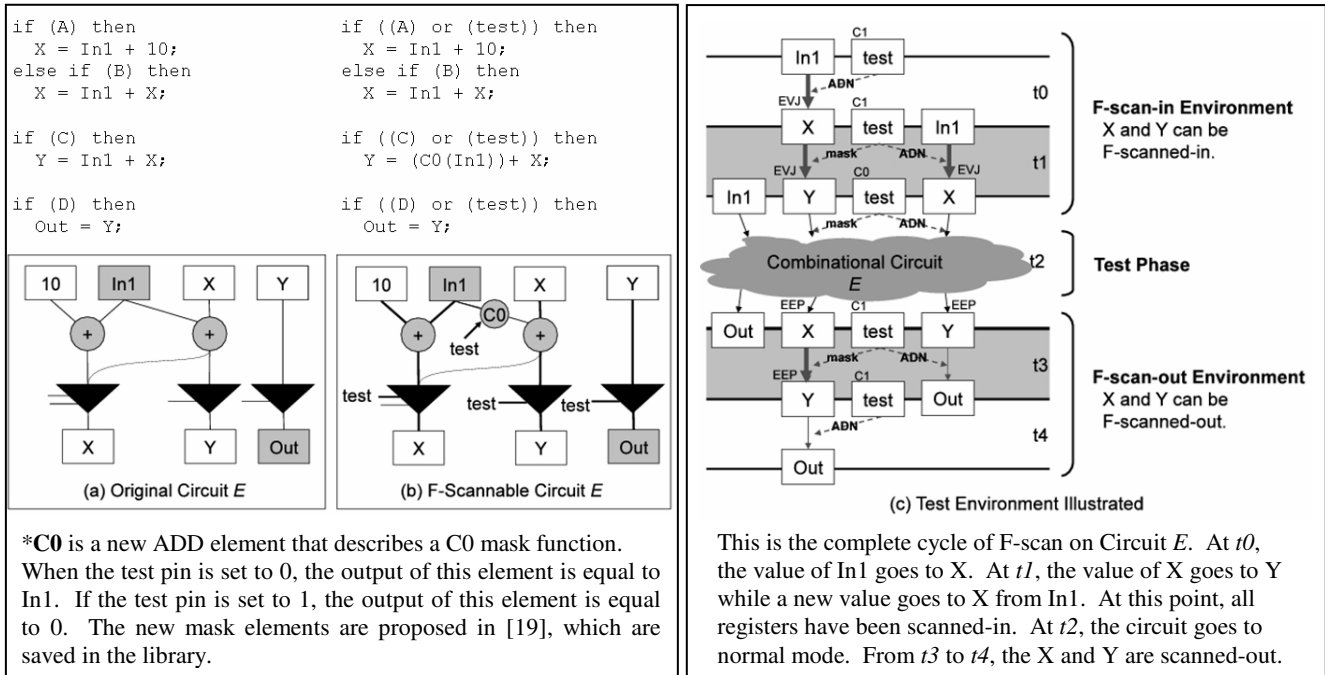 if (A) then
  X = In1 + 10;
else if (B) then
  X = In1 + X;
if (C) then
  Y = In1 + X;
if (D) then
  Out = Y;
if ((A) or (test)) then
  X = In1 + 10;
else if (B) then
  X = In1 + X;
if ((C) or (test)) then
  Y = (C0(In1))+ X;
if ((D) or (test)) then
  Out = Y;
10 In1 X Y
+ +
X Y Out
(a) Original Circuit E
10 In1 X Y
C0
+ +
test
test test test
X Y Out
(b) F-Scannable Circuit E
*C0 is a new ADD element that describes a C0 mask function.
When the test pin is set to 0, the output of this element is equal to
In1. If the test pin is set to 1, the output of this element is equal
to 0. The new mask elements are proposed in [19], which are
saved in the library.
C1
In1 test
ADN t0
EVJ C1
X test In1
mask ADN t1
EVJ C0 EVJ
In1 Y test X
mask ADN
Combinational Circuit t2
E
EEP C1 EEP
Out X test Y
mask ADN t3
EEP C1
Y test Out
ADN t4
Out
F-scan-in Environment
X and Y can be
F-scanned-in.
Test Phase
F-scan-out Environment
X and Y can be
F-scanned-out.
(c) Test Environment Illustrated
This is the complete cycle of F-scan on Circuit E. At t0,
the value of In1 goes to X. At t1, the value of X goes to Y
while a new value goes to X from In1. At this point, all
registers have been scanned-in. At t2, the circuit goes to
normal mode. From t3 to t4, the X and Y are scanned-out.